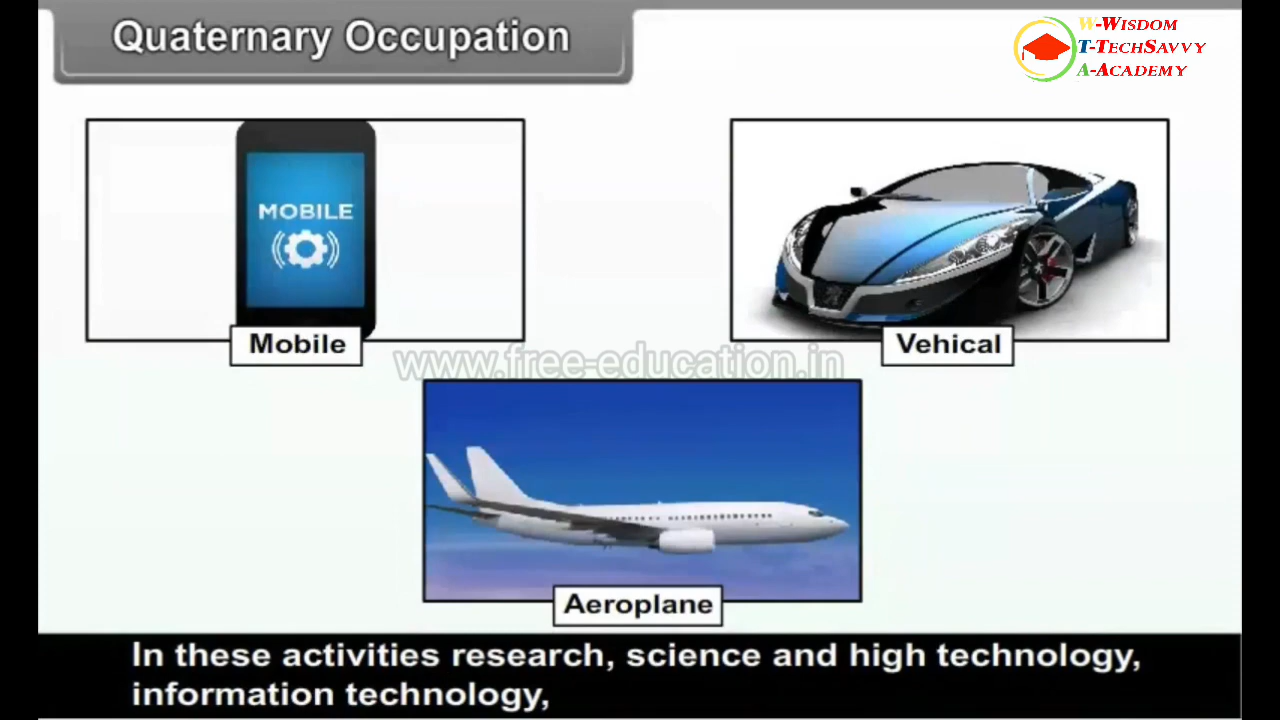 Quaternary Occupation
W-Wisdom
T-TechSavvy
A-Academy
MOBILE
Mobile
Vehical
www.free-education.in
Aeroplane
In these activities research, science and high technology,
information technology,